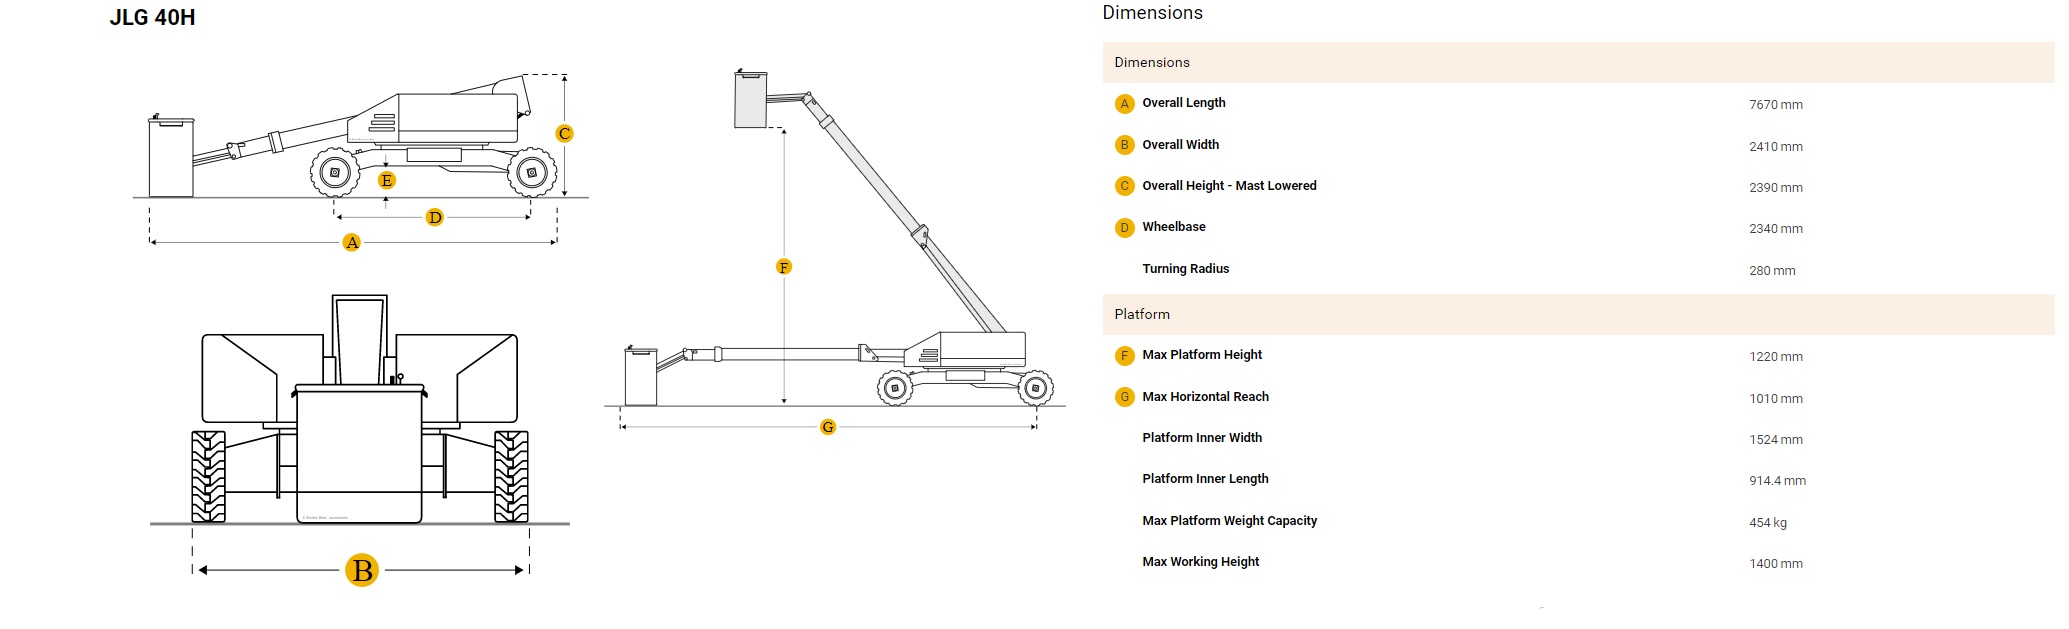 JLG 40H
C
E
D
A
B
F
G
Dimensions
Dimensions
A Overall Length 7670 mm
B Overall Width 2410 mm
C Overall Height - Mast Lowered 2390 mm
D Wheelbase 2340 mm
Turning Radius 280 mm
Platform
F Max Platform Height 1220 mm
G Max Horizontal Reach 1010 mm
Platform Inner Width 1524 mm
Platform Inner Length 914.4 mm
Max Platform Weight Capacity 454 kg
Max Working Height 1400 mm